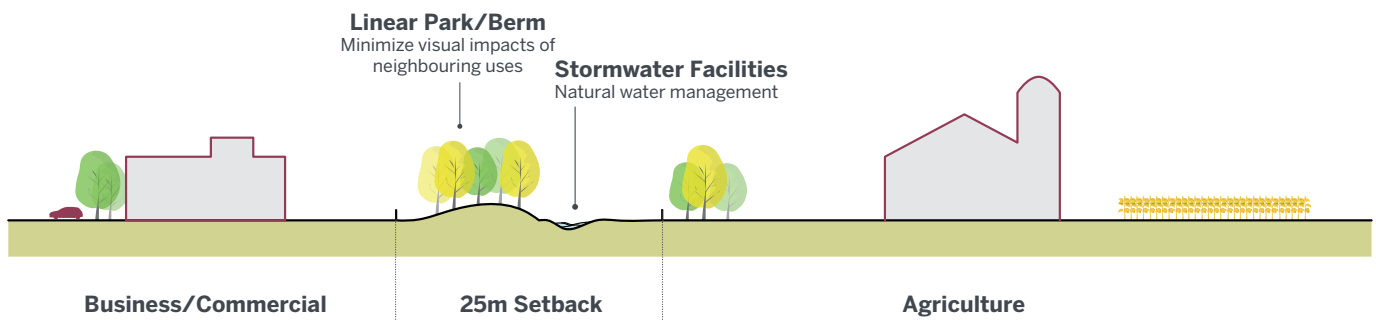 Linear Park/Berm
Minimize visual impacts of
neighbouring uses
Stormwater Facilities
Natural water management
Business/Commercial
25m Setback
Agriculture